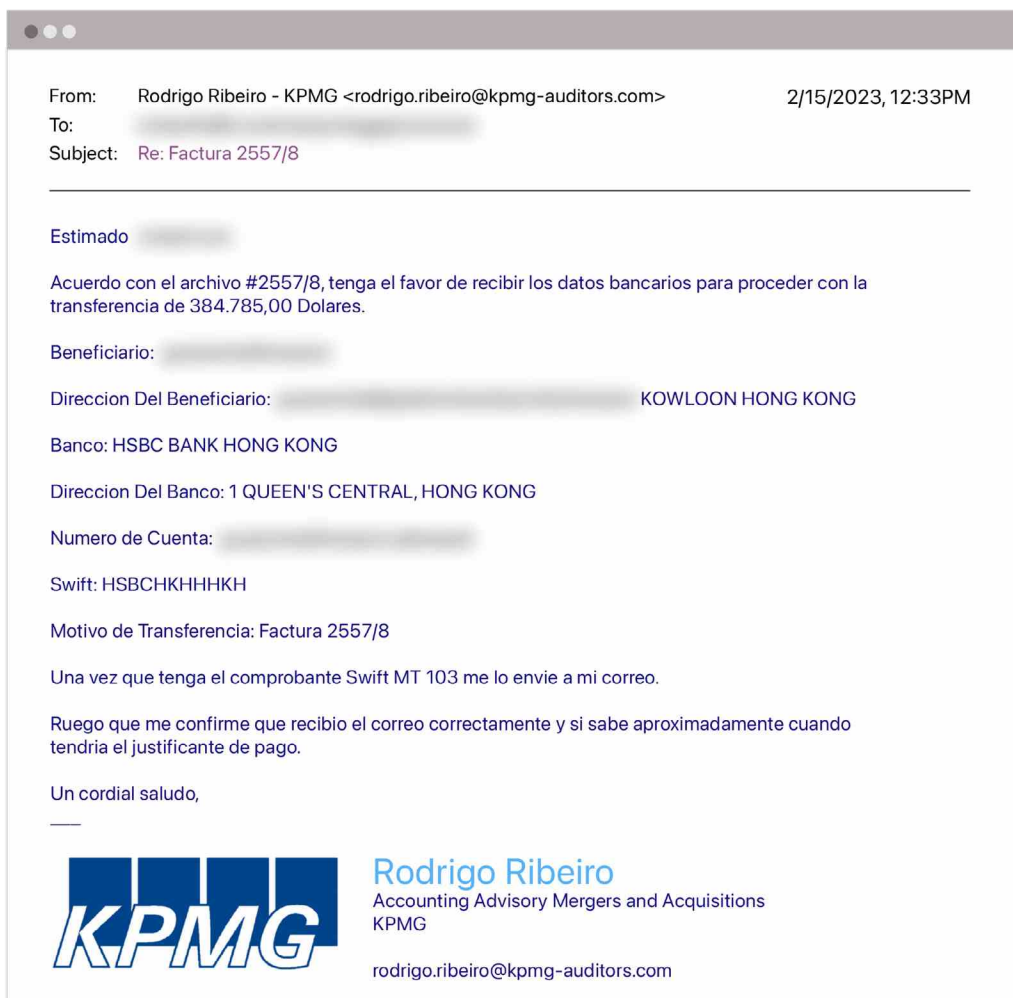 From: Rodrigo Ribeiro - KPMG <rodrigo.ribeiro@kpmg-auditors.com> 2/15/2023, 12:33PM
To:
Subject: Re: Factura 2557/8
Estimado
Acuerdo con el archivo #2557/8, tenga el favor de recibir los datos bancarios para proceder con la
transferencia de 384.785,00 Dolares.
Beneficiario:
Direccion Del Beneficiario: KOWLOON HONG KONG
Banco: HSBC BANK HONG KONG
Direccion Del Banco: 1 QUEEN'S CENTRAL, HONG KONG
Numero de Cuenta:
Swift: HSBCHKHHHKH
Motivo de Transferencia: Factura 2557/8
Una vez que tenga el comprobante Swift MT 103 me lo envie a mi correo.
Ruego que me confirme que recibio el correo correctamente y si sabe aproximadamente cuando
tendria el justificante de pago.
Un cordial saludo,
KPMG
Rodrigo Ribeiro
Accounting Advisory Mergers and Acquisitions
KPMG
rodrigo.ribeiro@kpmg-auditors.com